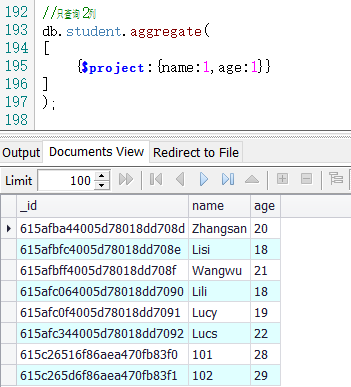 192 //只查询2列
193 db.student.aggregate(
194 [
195 {$project:{name:1,age:1}}
196 ]
197 );
198
Output Documents View Redirect to File
Limit 100
_id name age
615afba44005d78018dd708d Zhangsan 20
615afbfc4005d78018dd708e Lisi 18
615afbff4005d78018dd708f Wangwu 21
615afc064005d78018dd7090 Lili 18
615afc0f4005d78018dd7091 Lucy 19
615afc344005d78018dd7092 Lucs 22
615c26516f86aea470fb83f0 101 28
615c265d6f86aea470fb83f1 102 29